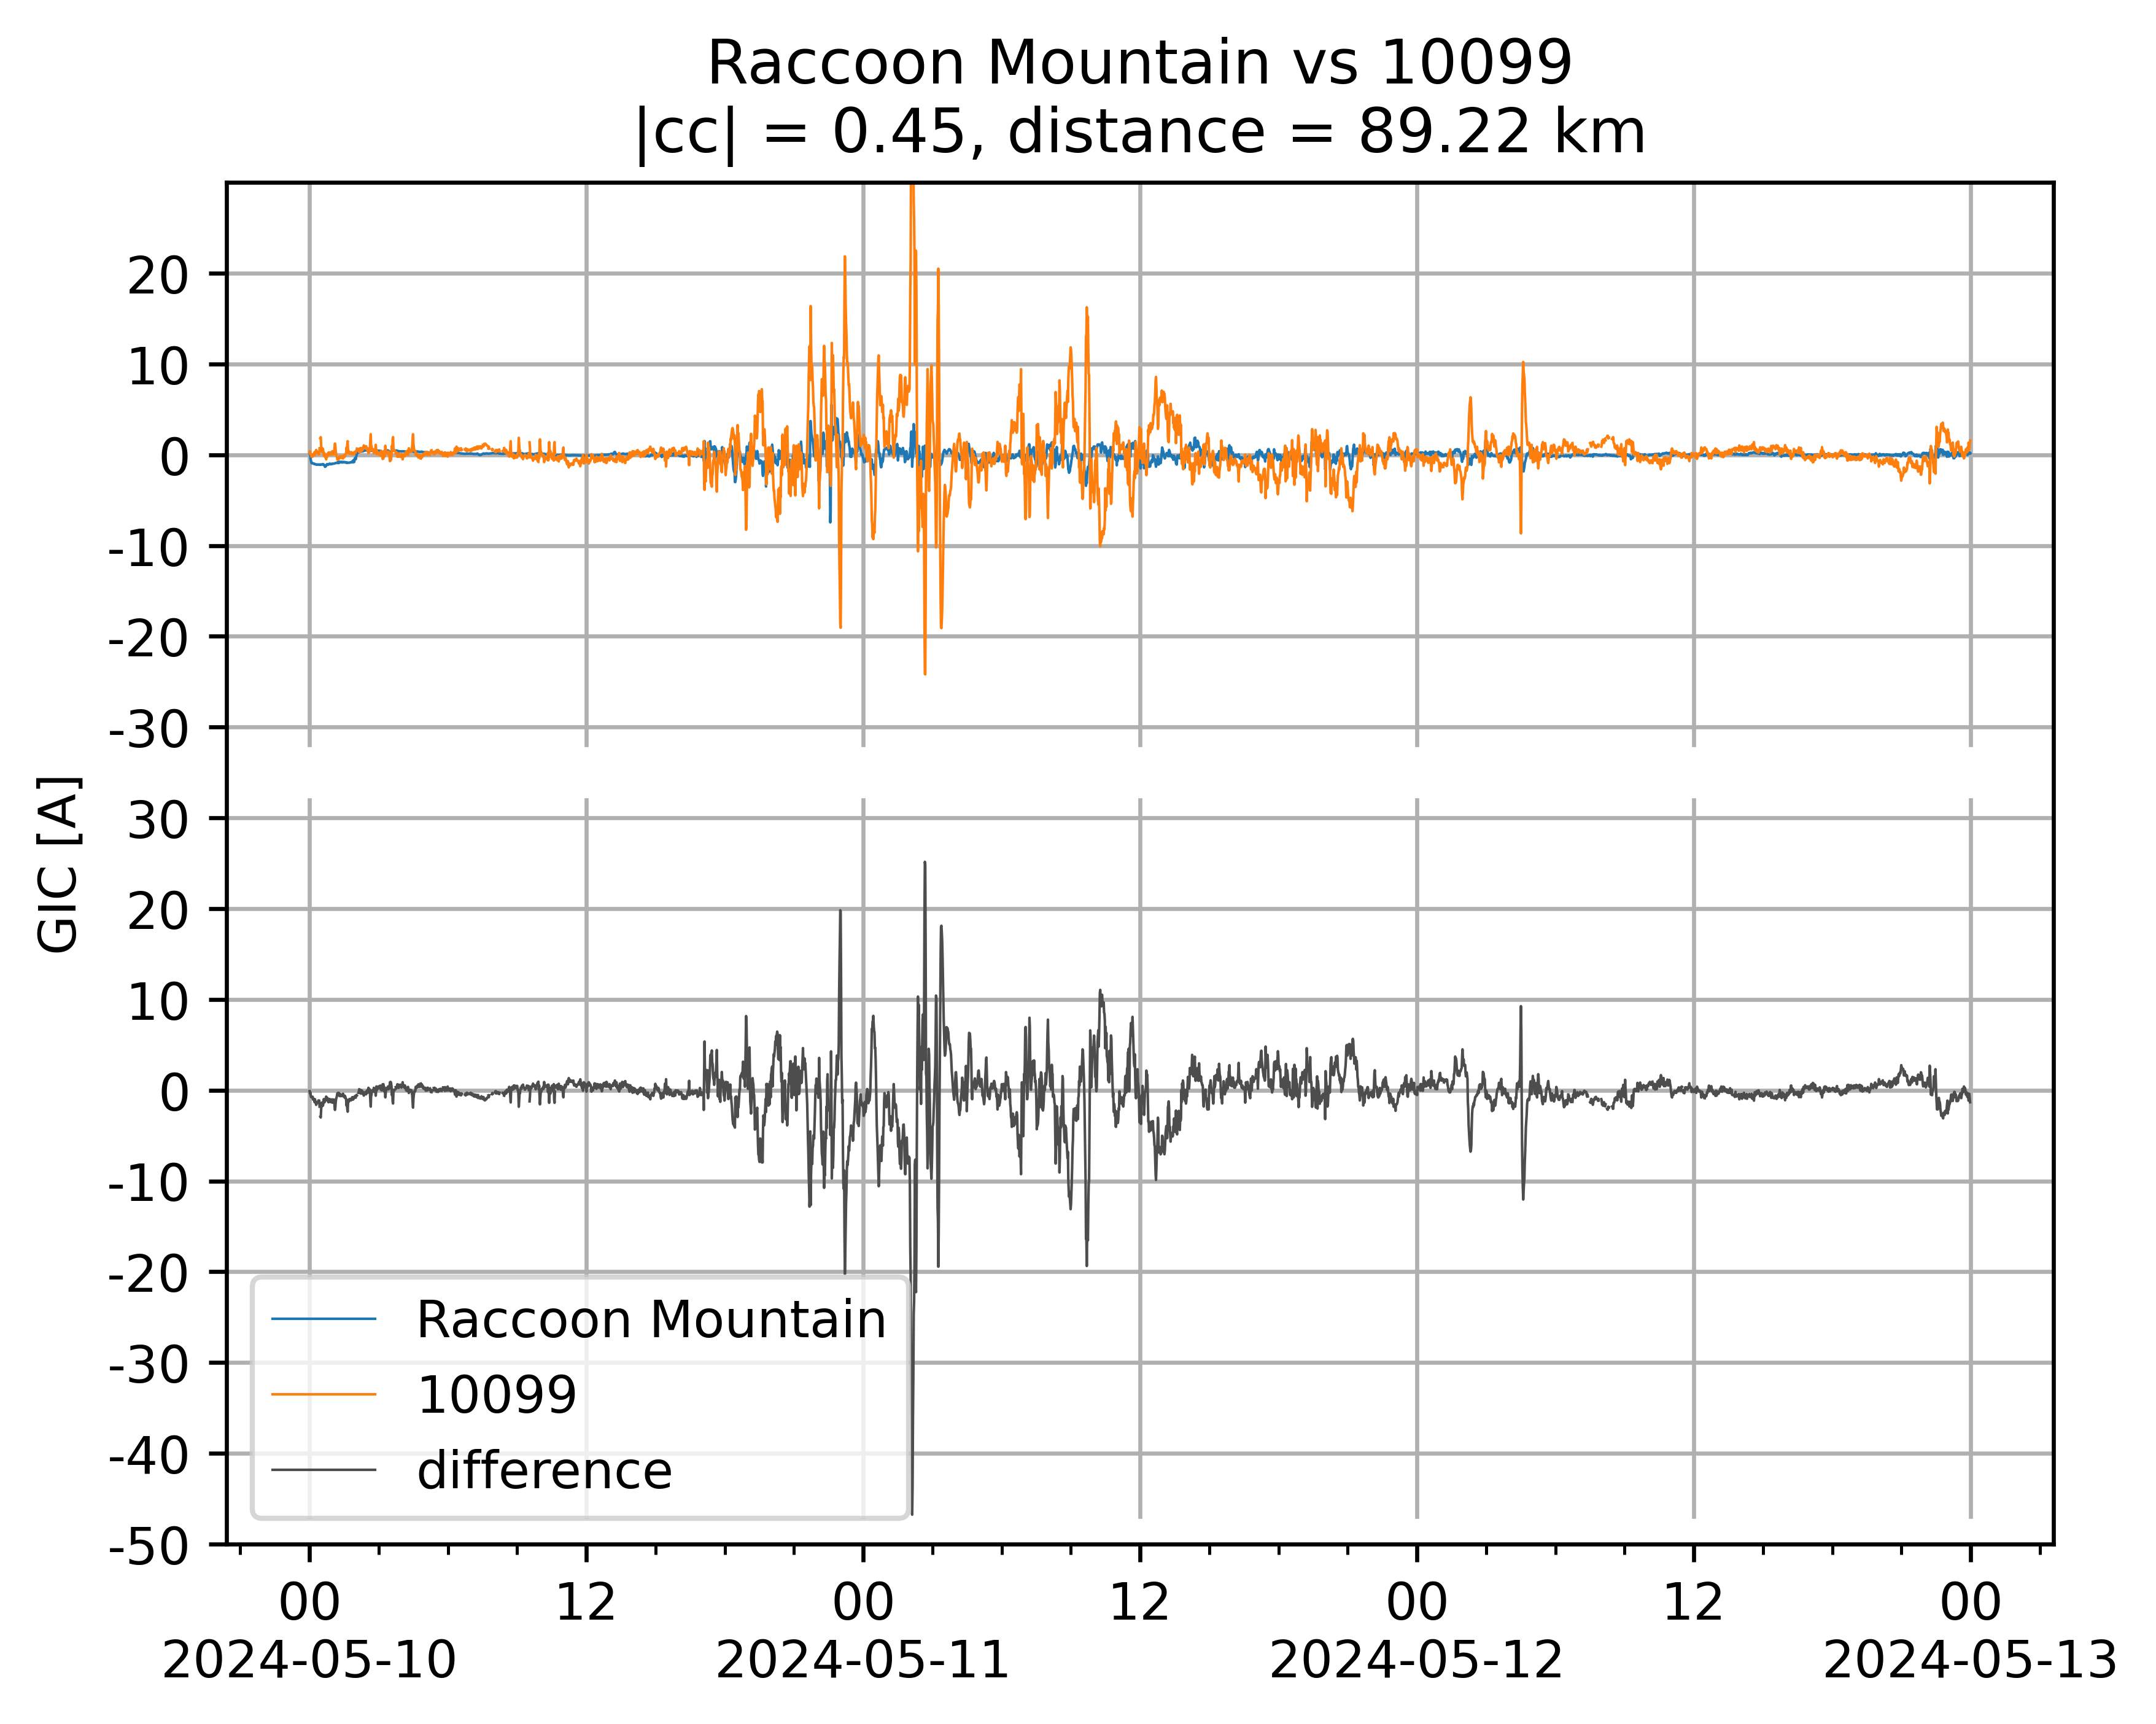 Raccoon Mountain vs 10099
|cc| = 0.45, distance = 89.22 km
GIC [A]
20
10
0
-10
-20
-30
30
20
10
0
-10
-20
-30
-40
-50
Raccoon Mountain
10099
difference
00 12 00 12 00 12 00
2024-05-10 2024-05-11 2024-05-12 2024-05-13